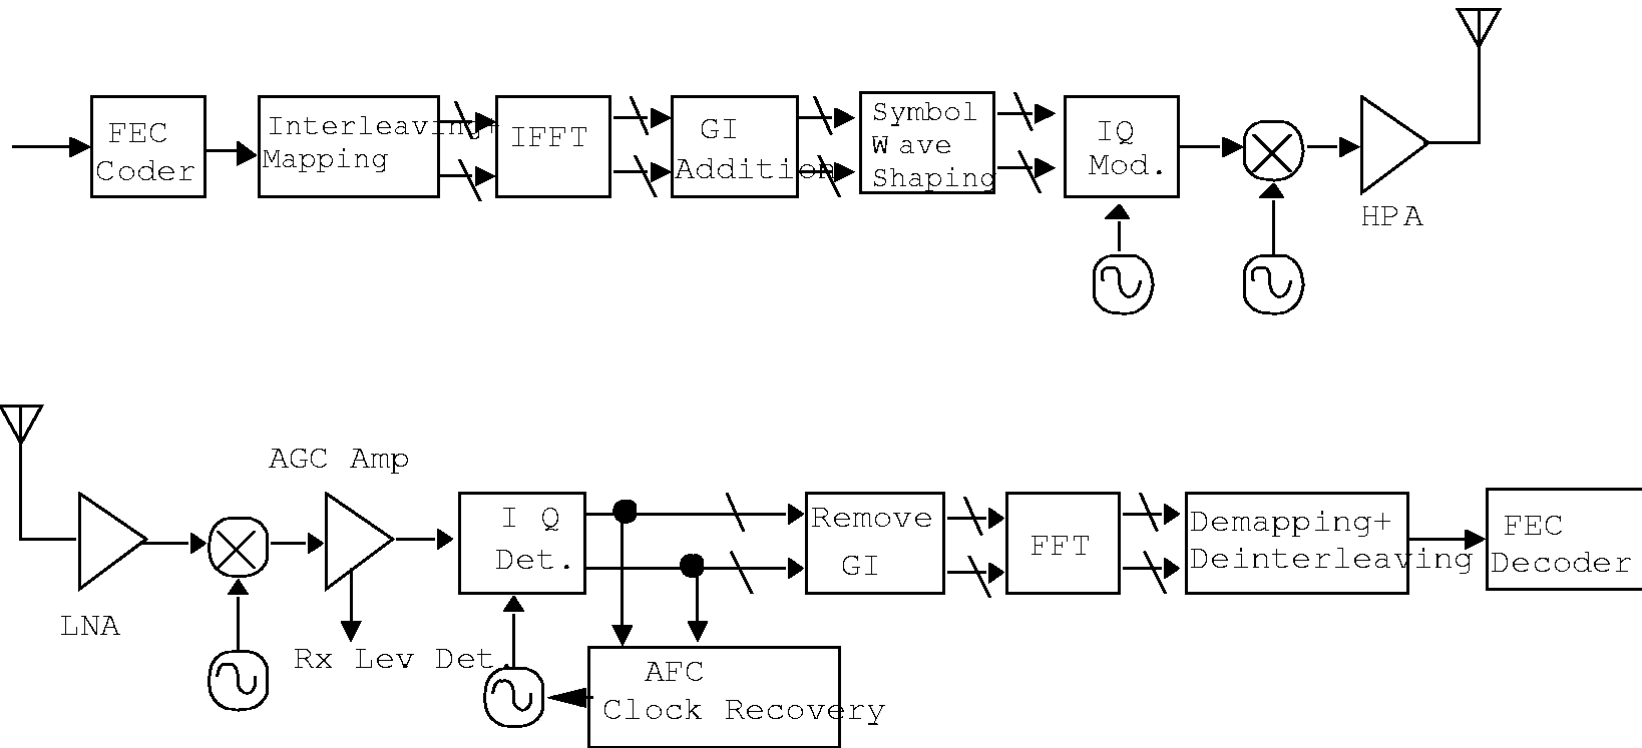 FEC
Coder
Interleaving+
Mapping
IFFT
GI
Addition
Symbol
Wave
Shaping
IQ
Mod.
HPA
AGC Amp
LNA
Rx Lev Det.
I Q
Det.
AFC
Clock Recovery
Remove
GI
FFT
Demapping+
Deinterleaving
FEC
Decoder